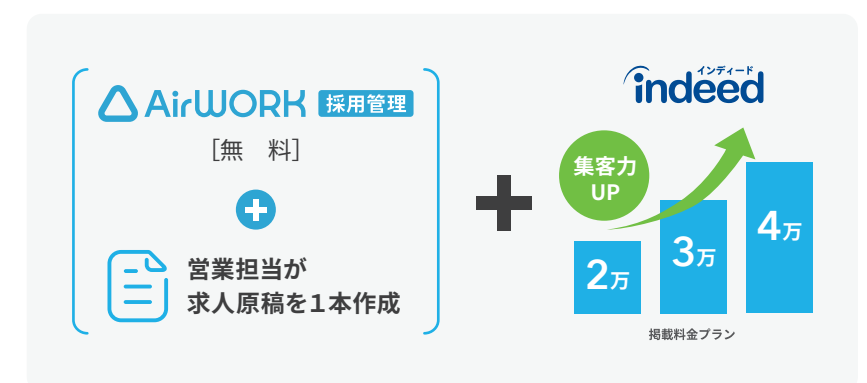 AirWORK 採用管理
[無　料]
営業担当が
求人原稿を1本作成
インディード
indeed
集客力
UP
2万
3万
4万
掲載料金プラン